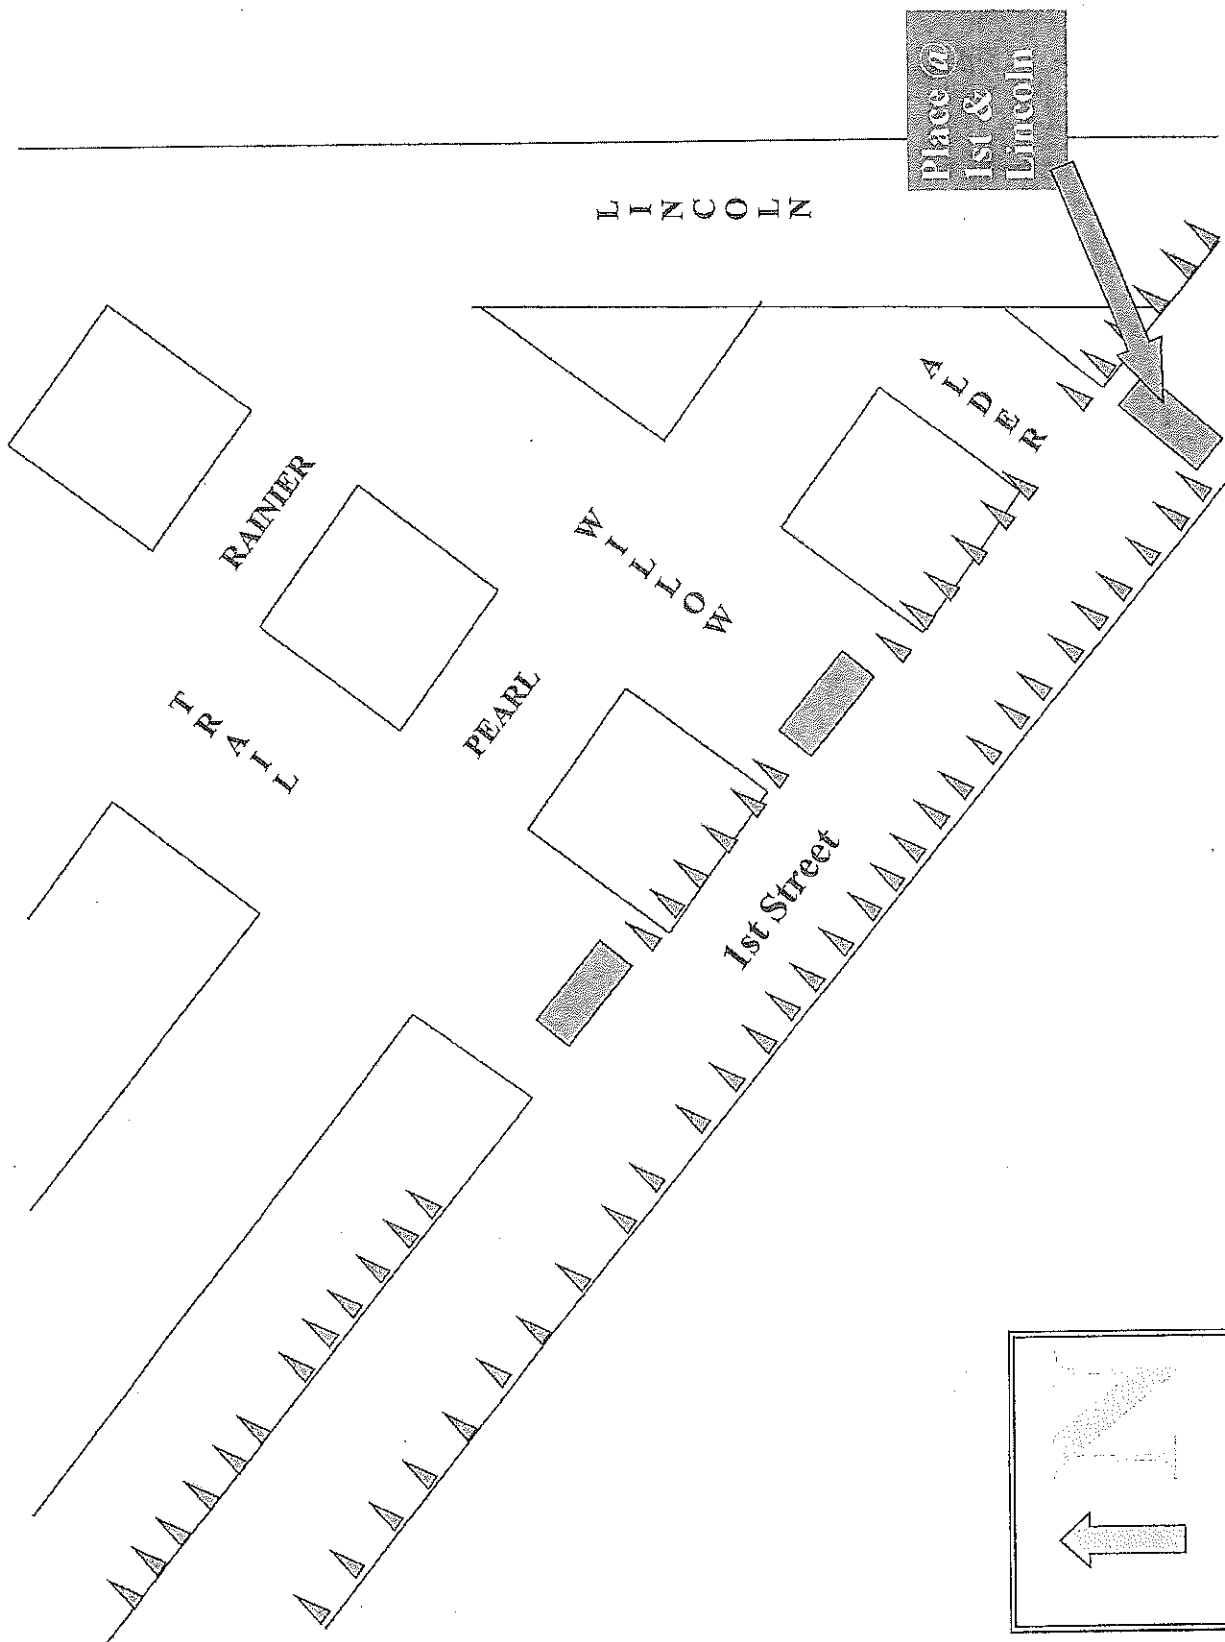 Place @
1st &
Lincoln
LINCOLN
ALDER
RAINIER
WILLOW
TRAIL
PEARL
1st Street
N